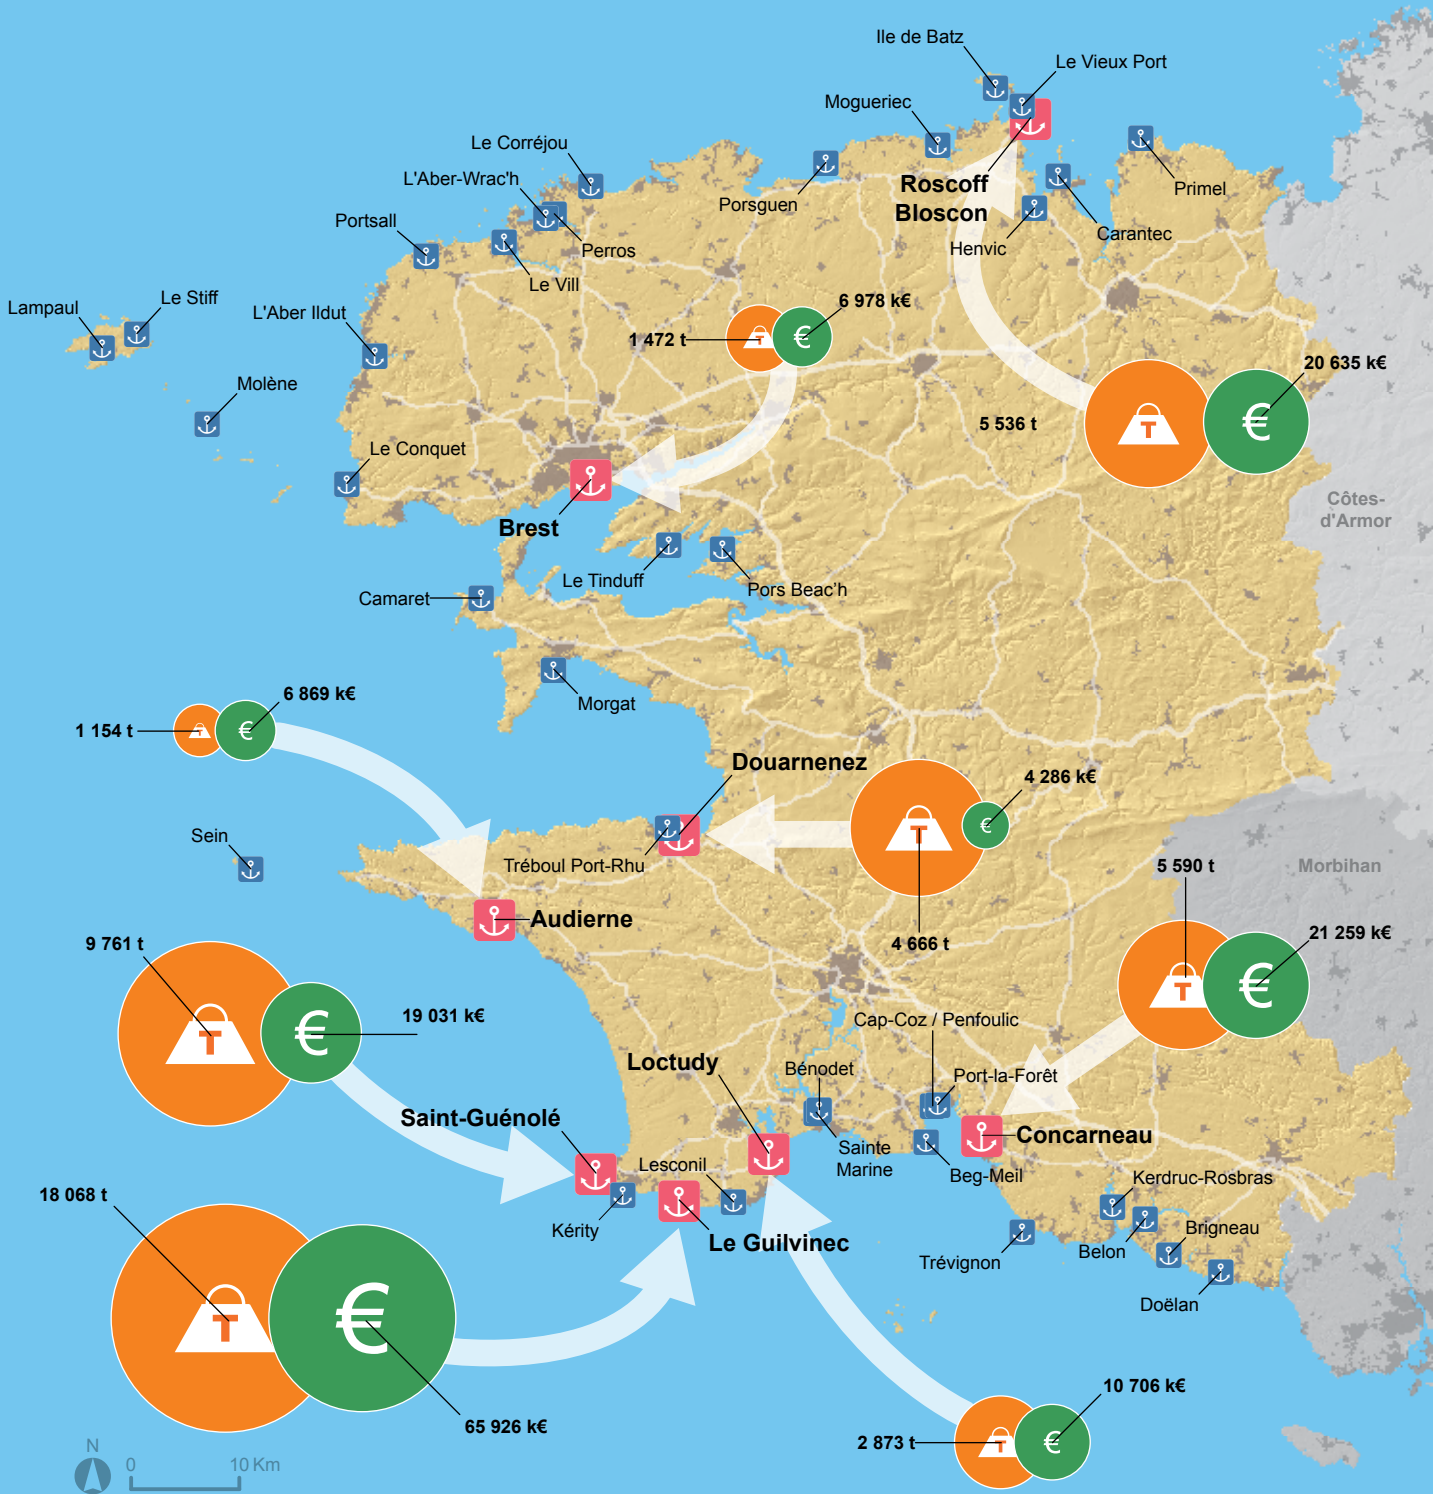 Ile de Batz
Le Vieux Port
Mogueriec
Le Corréjou
L'Aber-Wrac'h
Porsguen
Roscoff
Bloscon
Primel
Portsall
Perros
Henvic
Carantec
Le Vill
Lampaul
Le Stiff
L'Aber Ildut
6 978 k€
1 472 t
T
€
20 635 k€
Molène
5 536 t
T
€
Le Conquet
Côtes-
d'Armor
Brest
Le Tinduff
Pors Beac'h
Camaret
Morgat
6 869 k€
1 154 t
T
€
Douarnenez
4 286 k€
T
€
Sein
Tréboul Port-Rhu
Morbihan
5 590 t
Audierne
4 666 t
9 761 t
21 259 k€
T
€
19 031 k€
T
€
Cap-Coz / Penfoulic
Loctudy
Bénodet
Port-la-Forêt
Saint-Guénolé
Concarneau
Sainte
Marine
Lesconil
Beg-Meil
Kerdruc-Rosbras
18 068 t
Kérity
Le Guilvinec
Brigneau
Belon
Trévignon
Doëlan
T
€
10 706 k€
65 926 k€
2 873 t
T
€
N
0
10 Km